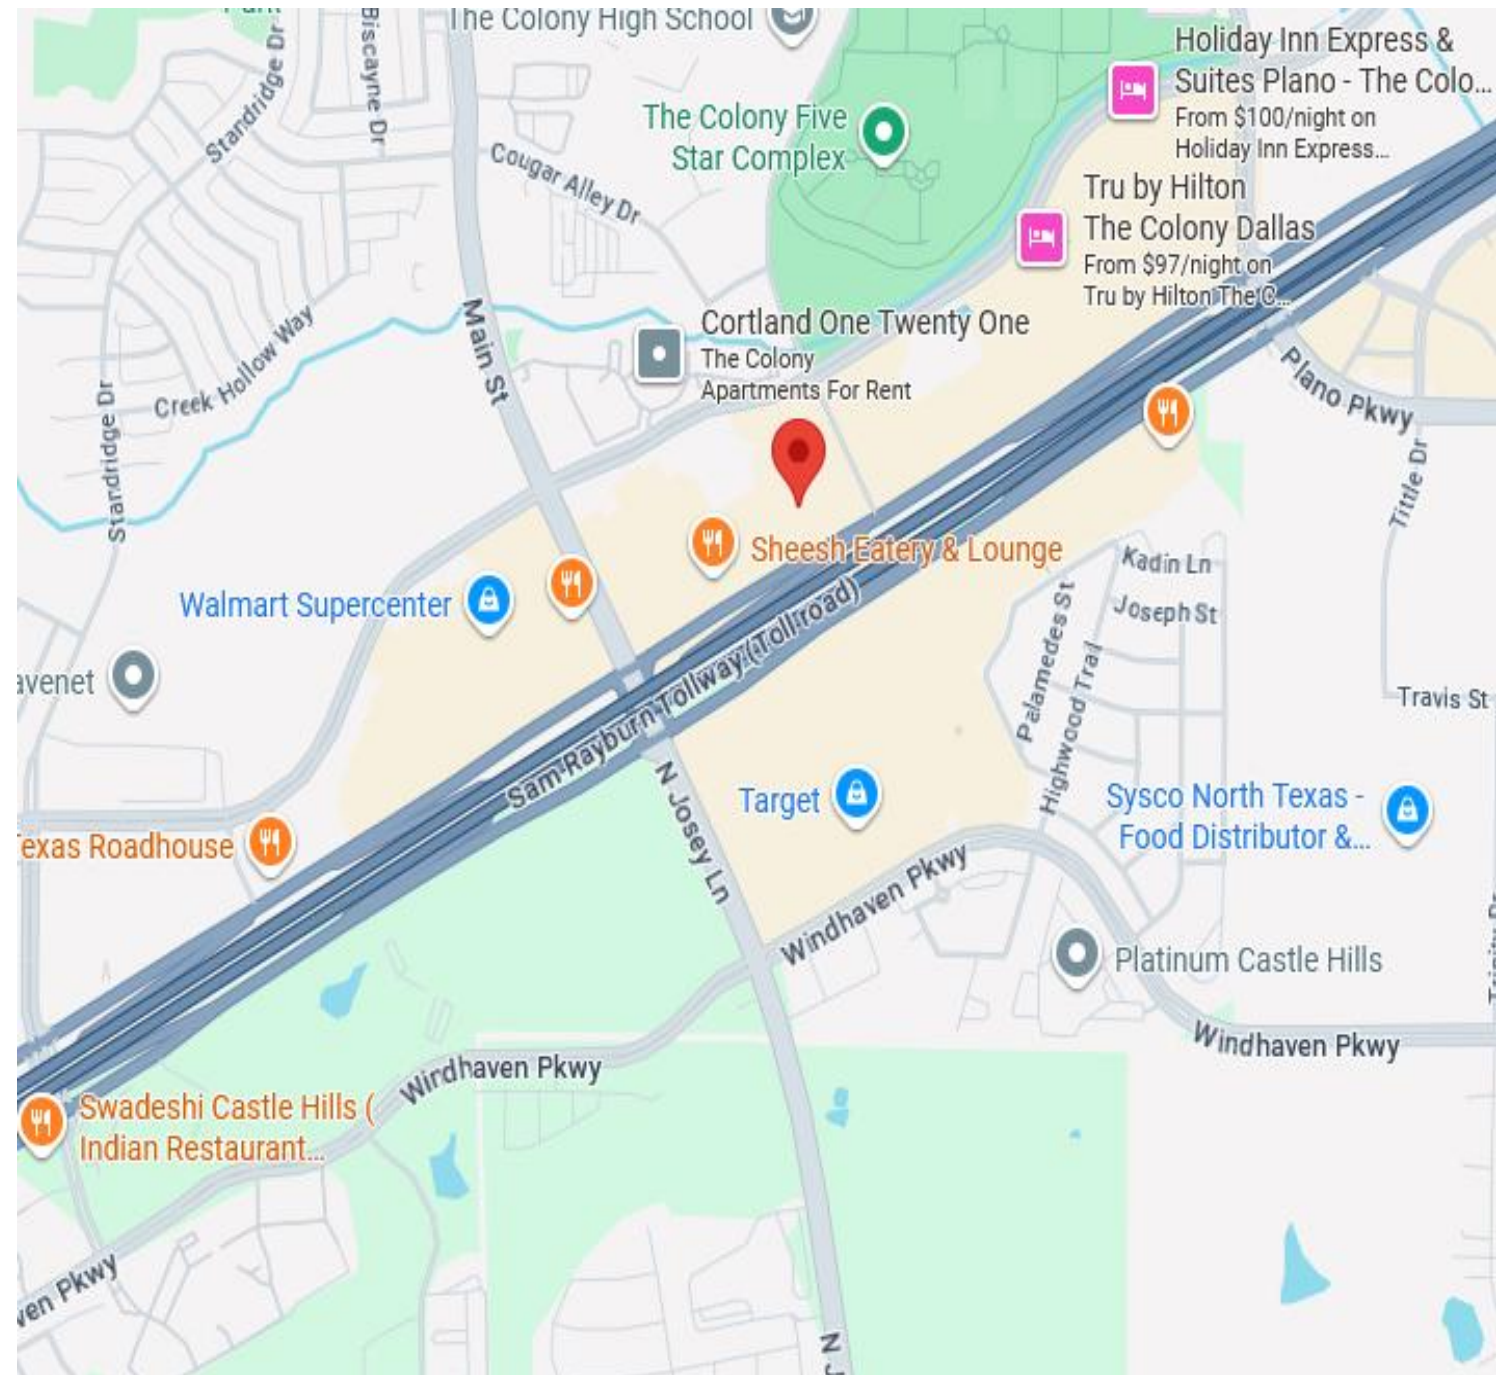 The Colony High School
Biscayne Dr
Standridge Dr
Holiday Inn Express &
Suites Plano - The Colo...
From $100/night on
Holiday Inn Express...
The Colony Five
Star Complex
Cougar Alley Dr
Tru by Hilton
The Colony Dallas
From $97/night on
Tru by Hilton The C...
Main St
Cortland One Twenty One
The Colony
Apartments For Rent
Creek Hollow Way
Standridge Dr
Plano Pkwy
Tittle Dr
Sheesh Eatery & Lounge
Kadin Ln
Joseph St
Walmart Supercenter
Palamedes St
Highwood Trail
Sam Rayburn Tollway (Toll road)
avenet
Travis St
N Josey Ln
Target
Sysco North Texas -
Food Distributor &...
exas Roadhouse
Windhaven Pkwy
Platinum Castle Hills
Windhaven Pkwy
Windhaven Pkwy
Swadeshi Castle Hills (
Indian Restaurant...
ven Pkwy
N J